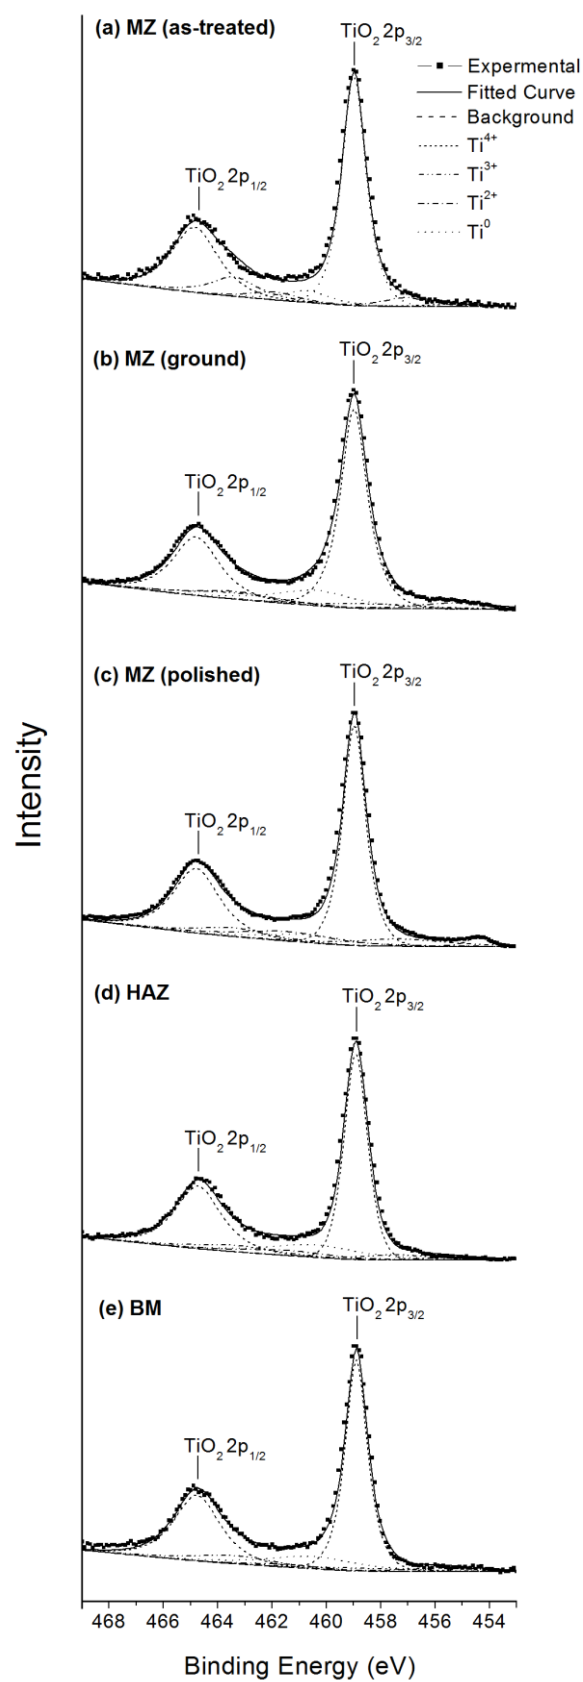 (a) MZ (as-treated)
TiO2 2p3/2
Expermental
Fitted Curve
Background
Ti4+
Ti3+
Ti2+
Ti0
TiO2 2p1/2
(b) MZ (ground)
TiO2 2p3/2
TiO2 2p1/2
(c) MZ (polished)
TiO2 2p3/2
TiO2 2p1/2
Intensity
(d) HAZ
TiO2 2p3/2
TiO2 2p1/2
(e) BM
TiO2 2p3/2
TiO2 2p1/2
468 466 464 462 460 458 456 454
Binding Energy (eV)